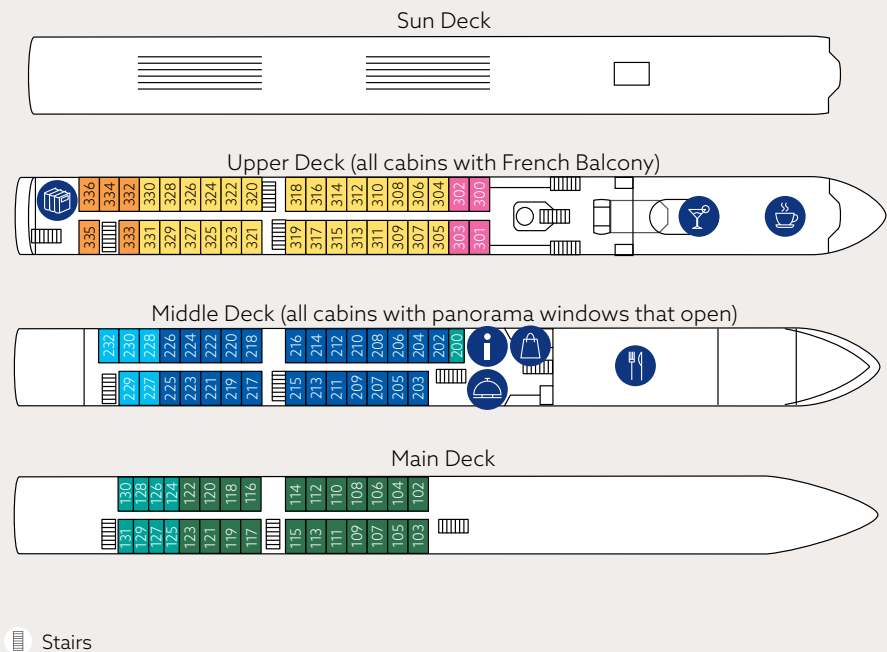 Sun Deck
Upper Deck (all cabins with French Balcony)
336 334 332 330 328 326 324 322 320 318 316 314 312 310 308 306 304 302 300
335 333 331 329 327 325 323 321 319 317 315 313 311 309 307 305 303 301
Middle Deck (all cabins with panorama windows that open)
232 230 228 226 224 222 220 218 216 214 212 210 208 206 204 202 200
229 227 225 223 221 219 217 215 213 211 209 207 205 203
Main Deck
130 128 126 124 122 120 118 116 114 112 110 108 106 104 102
131 129 127 125 123 121 119 117 115 113 111 109 107 105 103
Stairs